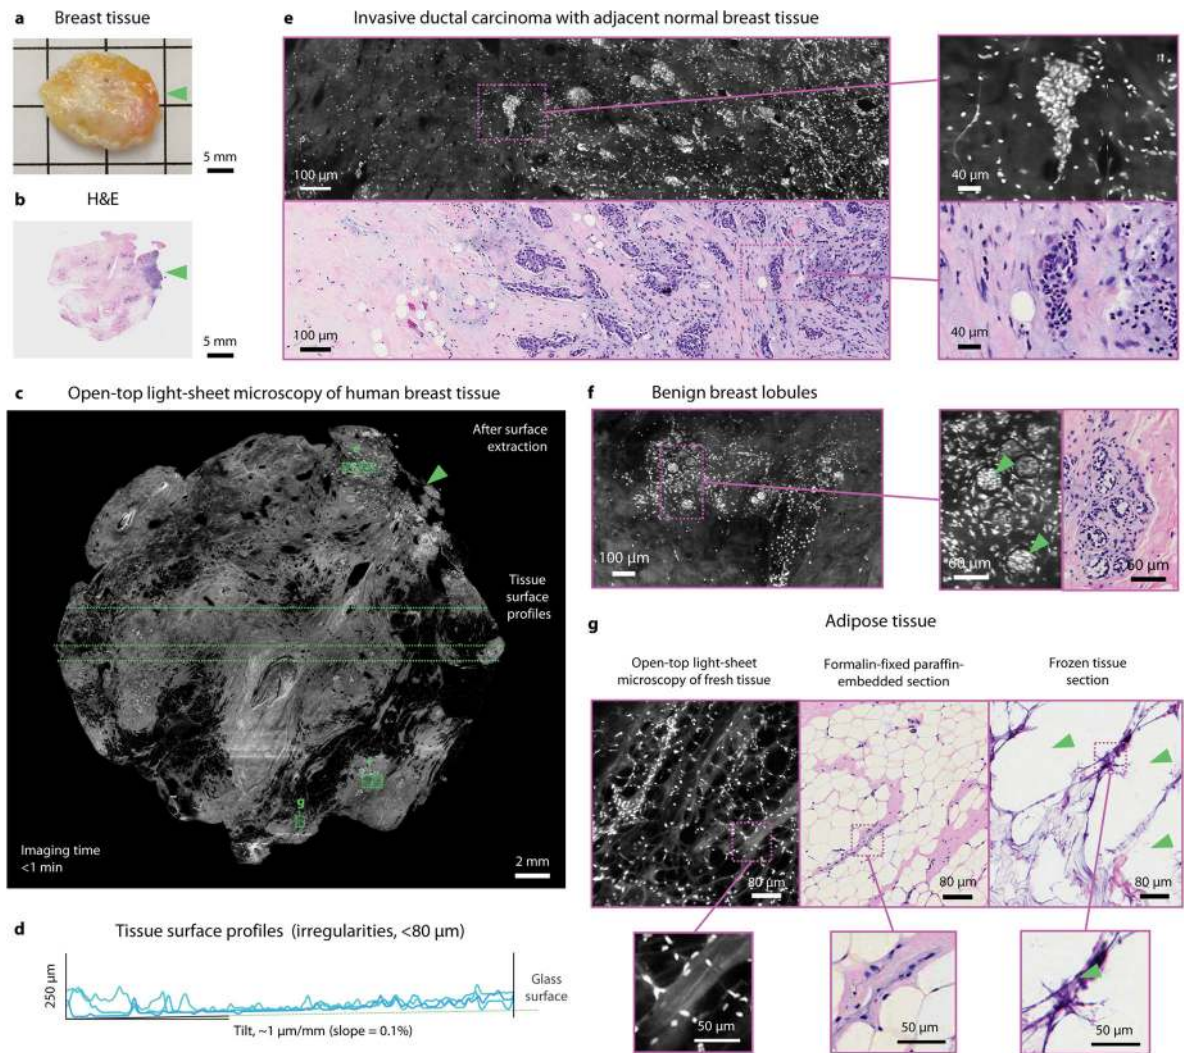 a Breast tissue
5 mm
b H&E
5 mm
e Invasive ductal carcinoma with adjacent normal breast tissue
100 µm
40 µm
100 µm
40 µm
c Open-top light-sheet microscopy of human breast tissue
After surface
extraction
Tissue
surface
profiles
g
Imaging time
<1 min
2 mm
d Tissue surface profiles (irregularities, <80 µm)
250 µm
Glass
surface
Tilt, ~1 µm/mm (slope = 0.1%)
f Benign breast lobules
100 µm
60 µm
60 µm
g Adipose tissue
Open-top light-sheet
microscopy of fresh tissue
Formalin-fixed paraffin-
embedded section
Frozen tissue
section
80 µm
80 µm
80 µm
50 µm
50 µm
50 µm